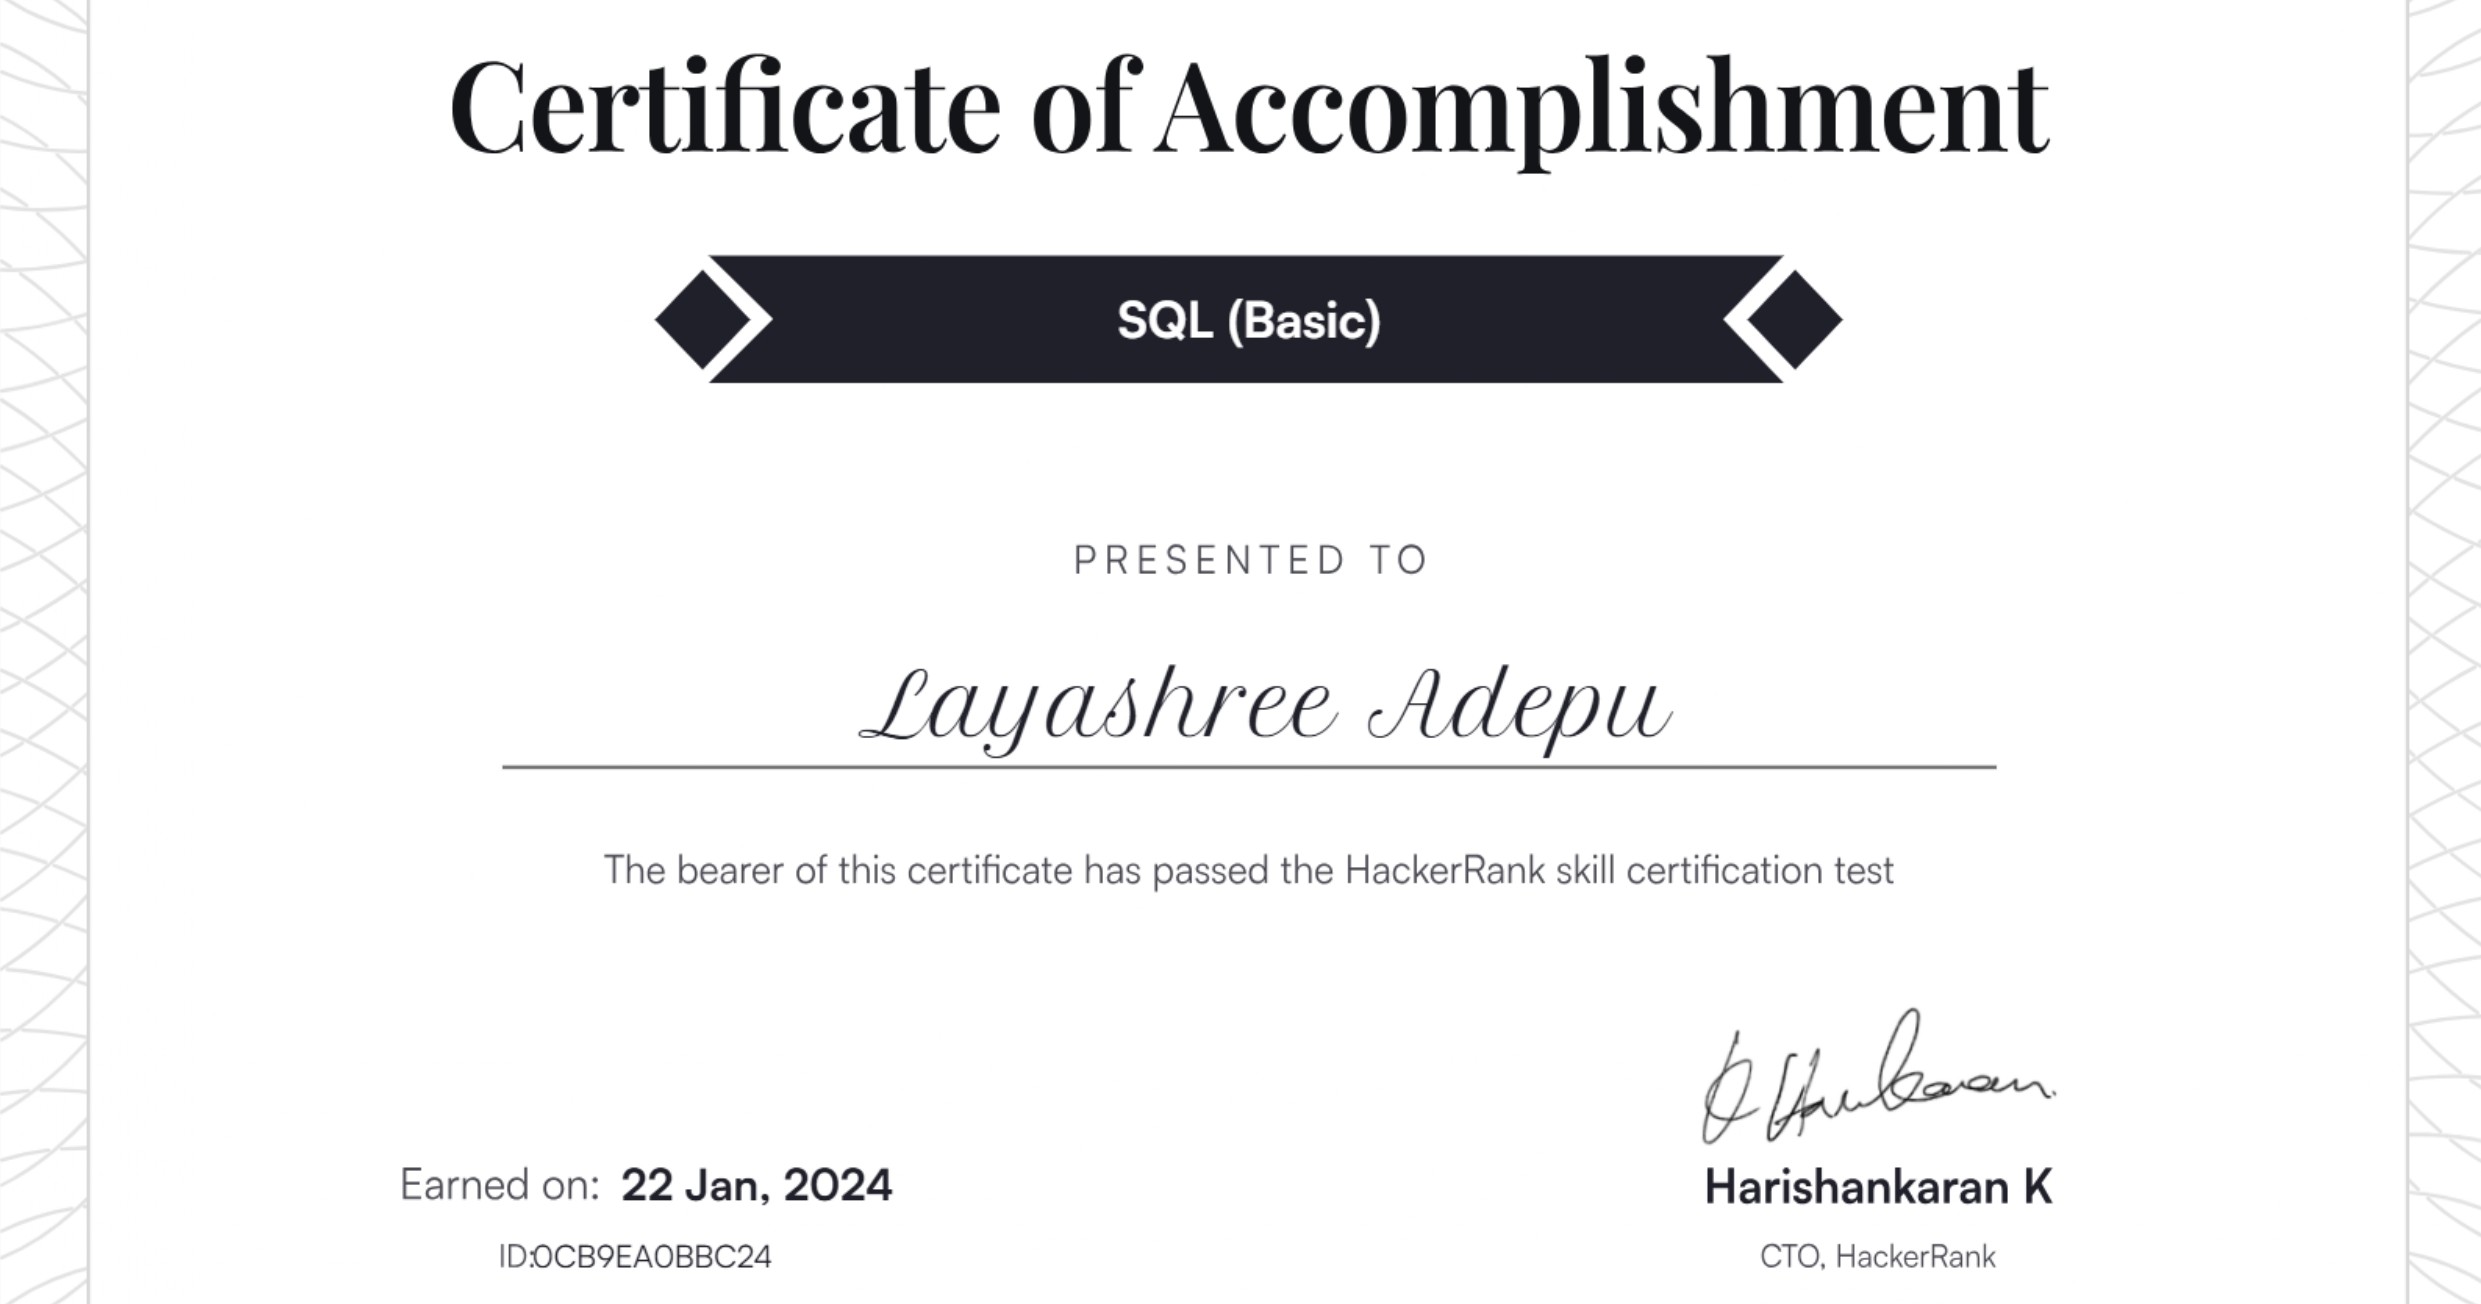 Certificate of Accomplishment
SQL (Basic)
PRESENTED TO
Layashree Adepu
The bearer of this certificate has passed the HackerRank skill certification test
Earned on: 22 Jan, 2024
ID:0CB9EA0BBC24
Harishankaran K
CTO, HackerRank